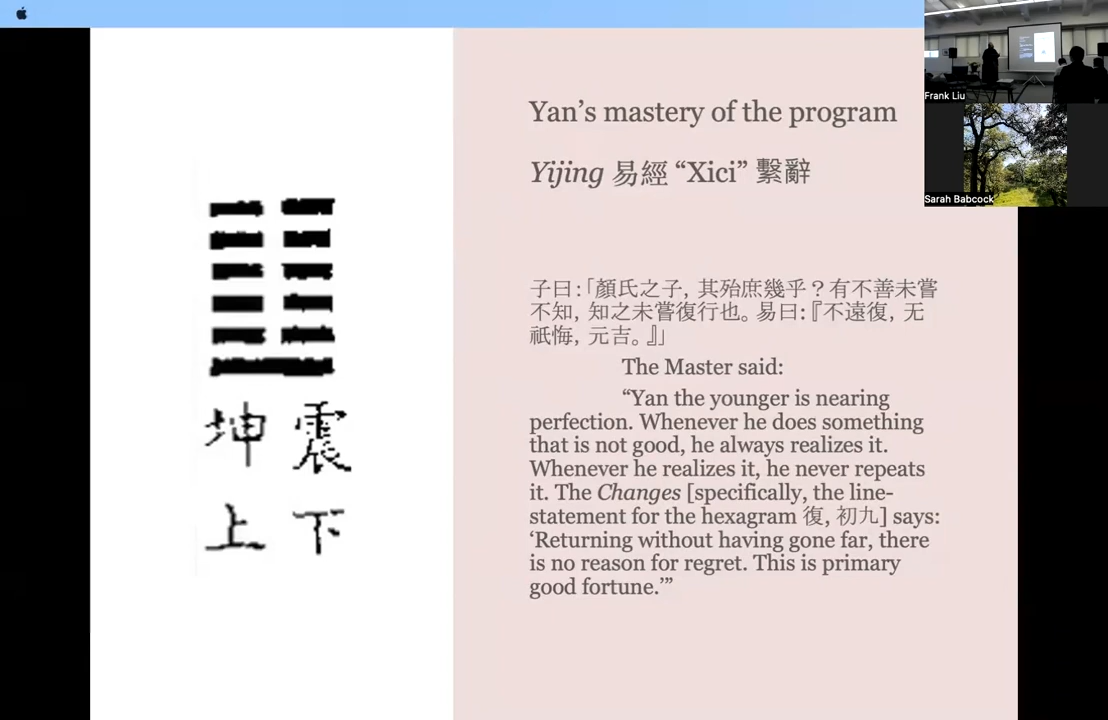 Yan’s mastery of the program
Yijing 易經 “Xici” 繫辭
子曰：「顏氏之子，其殆庶幾乎？有不善未嘗
不知，知之未嘗復行也。易曰：『不遠復，无
祇悔，元吉。』」
The Master said:
“Yan the younger is nearing
perfection. Whenever he does something
that is not good, he always realizes it.
Whenever he realizes it, he never repeats
it. The Changes [specifically, the line-
statement for the hexagram 復, 初九] says:
‘Returning without having gone far, there
is no reason for regret. This is primary
good fortune.’”
坤 震
上 下
Frank Liu
Sarah Babcock